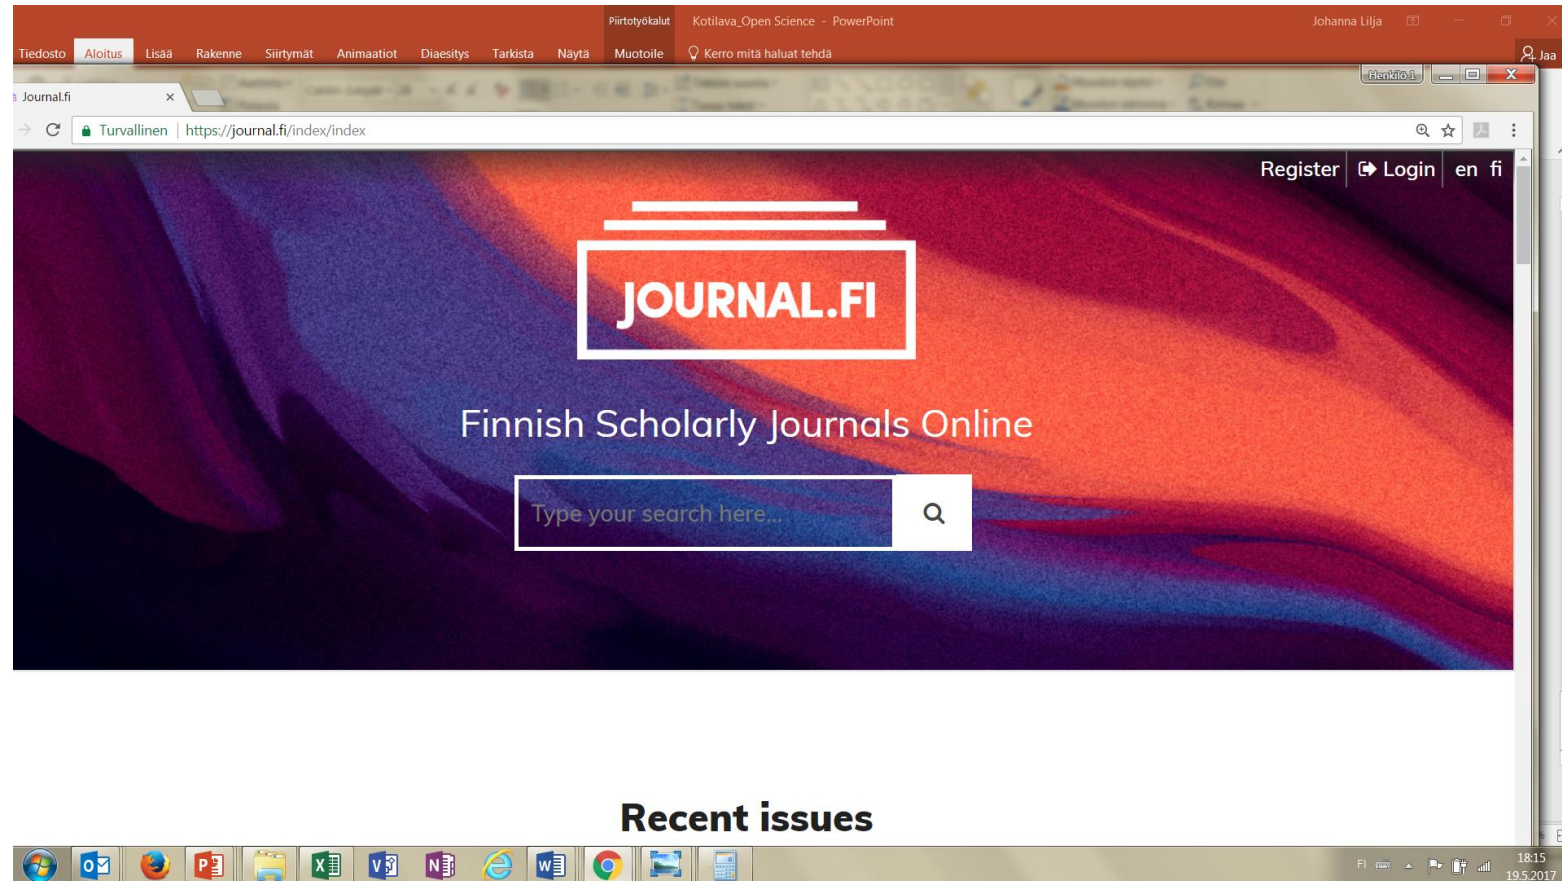 Piirtotyökalut Kotilava_Open Science - PowerPoint Johanna Lilja
Tiedosto Aloitus Lisää Rakenne Siirtymät Animaatiot Diaesitys Tarkista Näytä Muotoile Kerro mitä haluat tehdä Jaa
Henkilö 1
Journal.fi
Turvallinen https://journal.fi/index/index
Register Login en fi
JOURNAL.FI
Finnish Scholarly Journals Online
Type your search here...
Recent issues
FI 18:15
19.5.2017